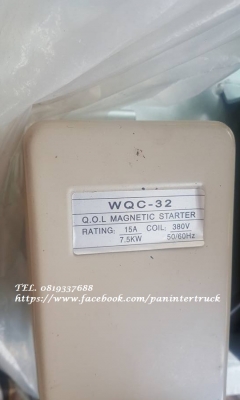 WQC-32
Q.O.L MAGNETIC STARTER
RATING: 15A COIL: 380V
7.5KW 50/60Hz
TEL. 0819337688
https://www.facebook.com/panintertruck